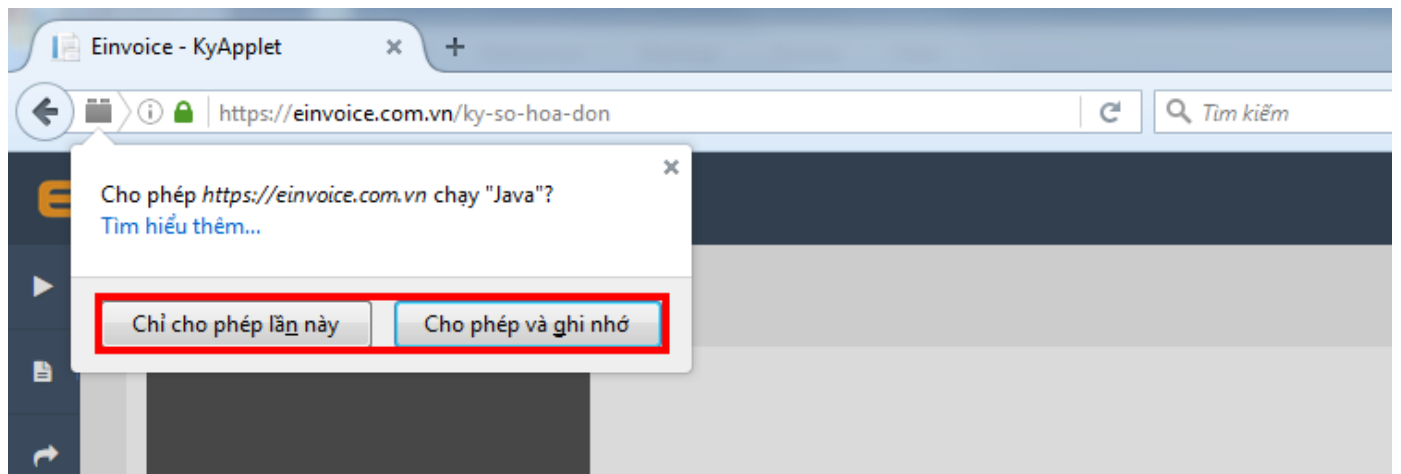 Einvoice - KyApplet
https://einvoice.com.vn/ky-so-hoa-don
Tìm kiếm
Cho phép https://einvoice.com.vn chạy "Java"?
Tìm hiểu thêm...
Chỉ cho phép lần này
Cho phép và ghi nhớ